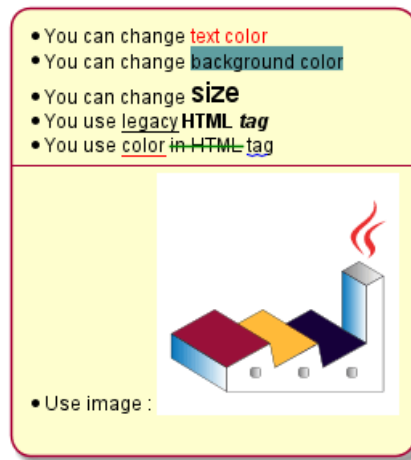 • You can change text color
• You can change background color
• You can change size
• You use legacy HTML tag
• You use color in HTML tag
• Use image :